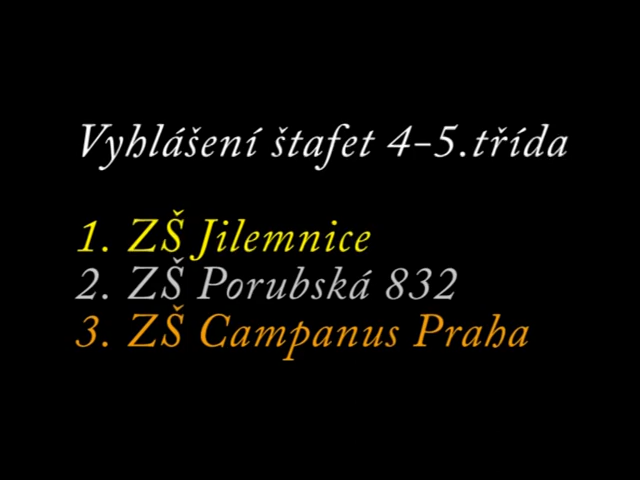 Vyhlášení štafet 4-5.třída
1. ZŠ Jilemnice
2. ZŠ Porubská 832
3. ZŠ Campanus Praha